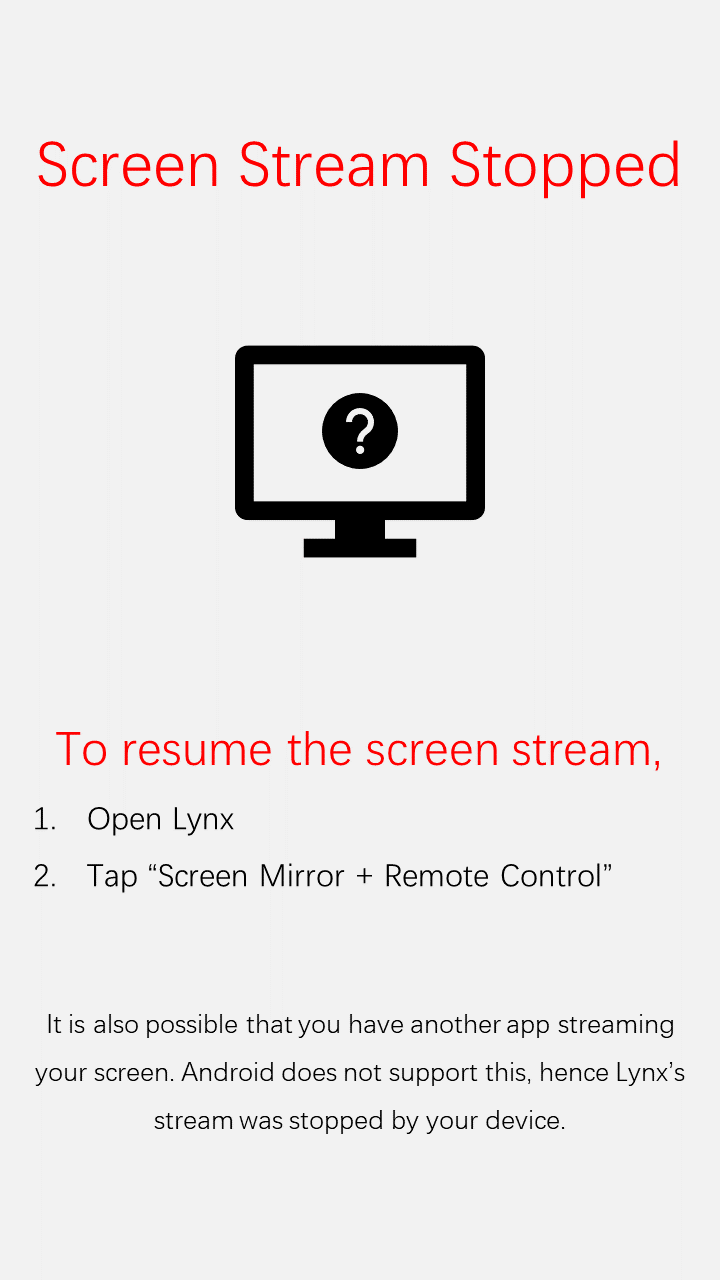 Screen Stream Stopped
?
To resume the screen stream,
1. Open Lynx
2. Tap “Screen Mirror + Remote Control”
It is also possible that you have another app streaming
your screen. Android does not support this, hence Lynx’s
stream was stopped by your device.